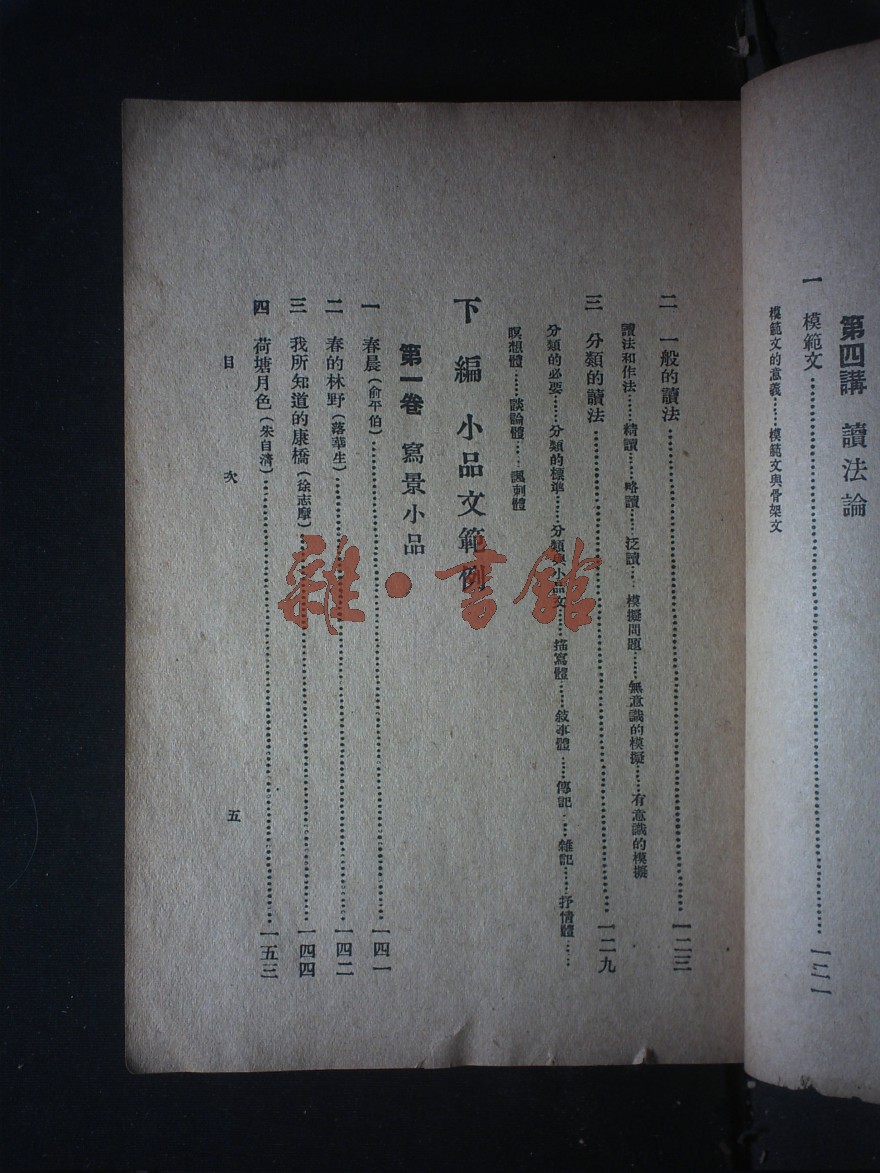 第四講 讀法論
一 模範文……一二一
模範文的意義……模範文與骨架文
二 一般的讀法……一二三
讀法和作法……精讀……略讀……泛讀……模擬問題……無意識的模擬……有意識的模擬
三 分類的讀法……一二九
分類的必要……分類的標準……分類與小品文……描寫體……敍事體……傳記……雜記……抒情體……
瞑想體……談論體……諷刺體
下編 小品文範例
第一卷 寫景小品
一 春晨(俞平伯)……一四一
二 春的林野(落華生)……一四二
三 我所知道的康橋(徐志摩)……一四四
四 荷塘月色(朱自清)……一五三
目次 五
雜·書館